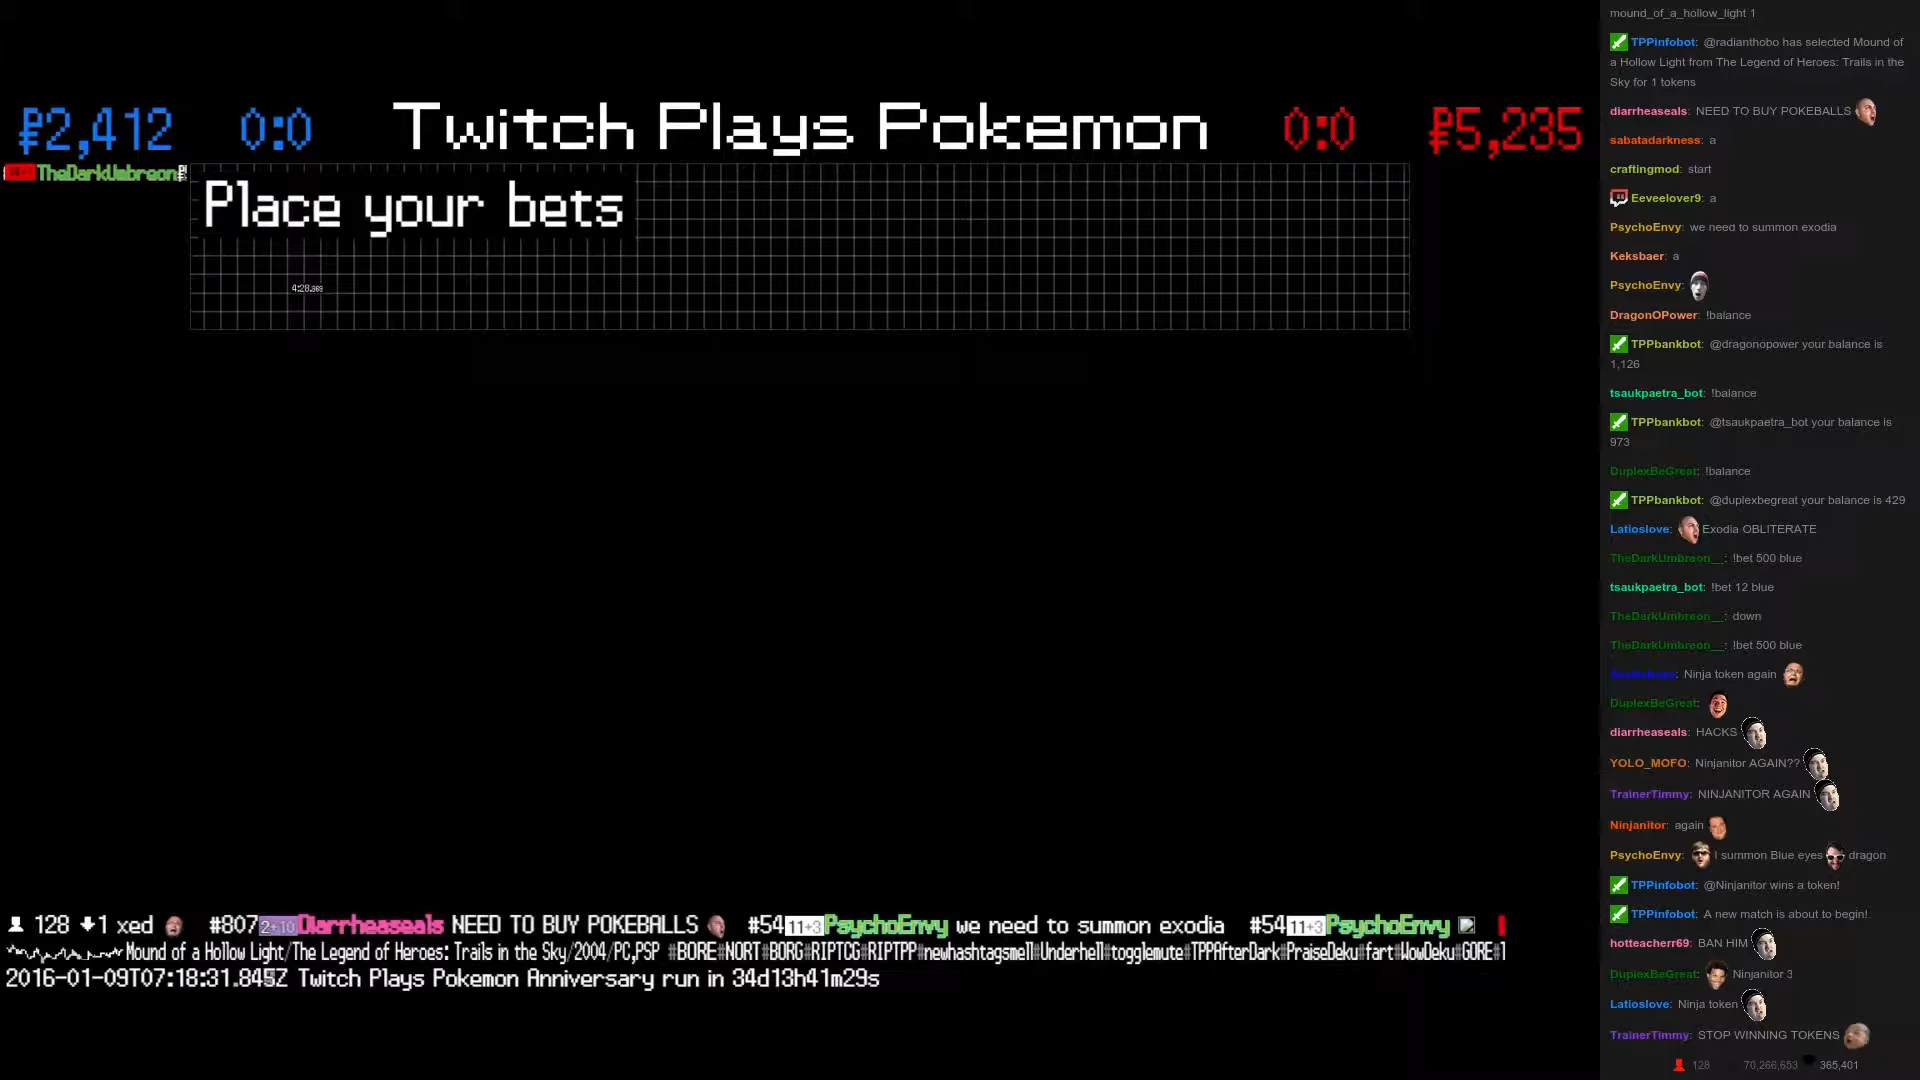 ₽2,412
0:0
Twitch Plays Pokemon
0:0
₽5,235
TheDarkUmbreon
Place your bets
4:28.
128 1 xed #807 2+10 Diarrheaseals NEED TO BUY POKEBALLS #54 11+3 PsychoEnvy we need to summon exodia #54 11+3 PsychoEnvy
Mound of a Hollow Light/The Legend of Heroes: Trails in the Sky/2004/PC,PSP #BORE#NORT#BORG#RIPTCG#RIPTPP#newhashtagsmell#Underhell#togglemute#TPPAfterDark#PraiseDeku#fart#WowDeku#GORE#
2016-01-09T07:18:31.845Z Twitch Plays Pokemon Anniversary run in 34d13h41m29s
mound_of_a_hollow_light 1
TPPinfobot: @radianthobo has selected Mound of
a Hollow Light from The Legend of Heroes: Trails in the
Sky for 1 tokens
diarrheaseals: NEED TO BUY POKEBALLS
sabatadarkness: a
craftingmod: start
Eeveelover9: a
PsychoEnvy: we need to summon exodia
Keksbaer: a
PsychoEnvy:
DragonOPower: !balance
TPPbankbot: @dragonopower your balance is
1,126
tsaukpaetra_bot: !balance
TPPbankbot: @tsaukpaetra_bot your balance is
973
DuplexBeGreat: !balance
TPPbankbot: @duplexbegreat your balance is 429
Latioslove: Exodia OBLITERATE
TheDarkUmbreon__: !bet 500 blue
tsaukpaetra_bot: !bet 12 blue
TheDarkUmbreon__: down
TheDarkUmbreon__: !bet 500 blue
Ninja token again
DuplexBeGreat:
diarrheaseals: HACKS
YOLO_MOFO: Ninjanitor AGAIN??
TrainerTimmy: NINJANITOR AGAIN
Ninjanitor: again
PsychoEnvy: I summon Blue eyes dragon
TPPinfobot: @Ninjanitor wins a token!
TPPinfobot: A new match is about to begin!
hotteacherr69: BAN HIM
DuplexBeGreat: Ninjanitor 3
Latioslove: Ninja token
TrainerTimmy: STOP WINNING TOKENS
128 70,266,653 365,401